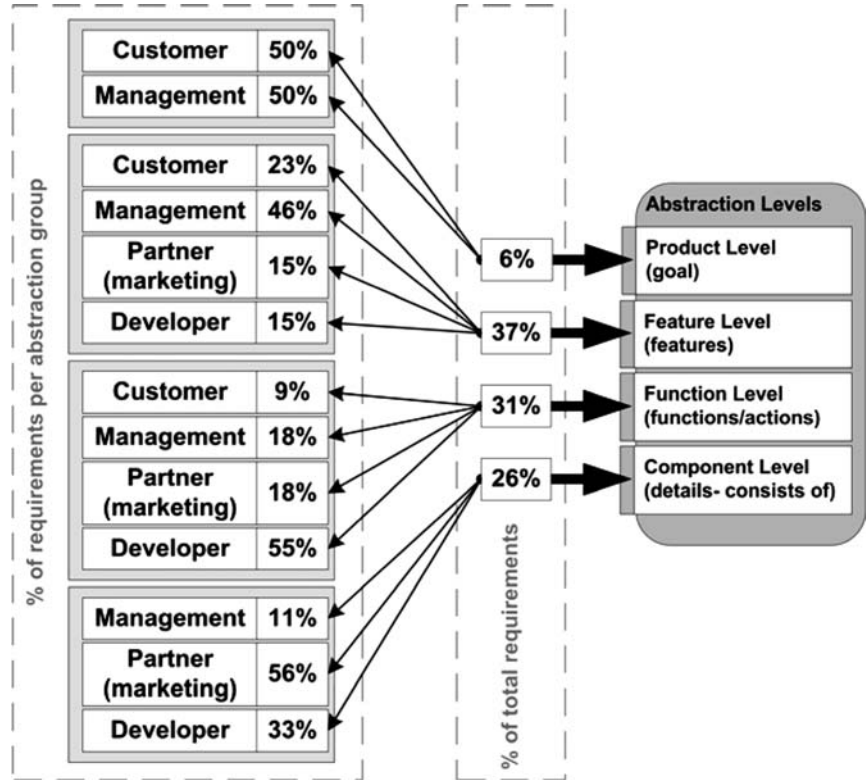 % of requirements per abstraction group
Customer 50%
Management 50%
Customer 23%
Management 46%
Partner
(marketing) 15%
Developer 15%
Customer 9%
Management 18%
Partner
(marketing) 18%
Developer 55%
Management 11%
Partner
(marketing) 56%
Developer 33%
6%
37%
31%
26%
% of total requirements
Abstraction Levels
Product Level
(goal)
Feature Level
(features)
Function Level
(functions/actions)
Component Level
(details- consists of)